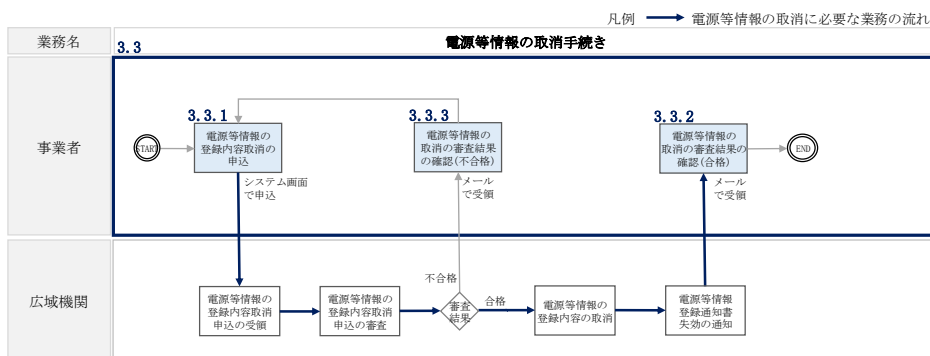 凡例 電源等情報の取消に必要な業務の流れ
業務名
3.3
電源等情報の取消手続き
事業者
START
3.3.1
電源等情報の
登録内容取消の
申込
システム画面
で申込
3.3.3
電源等情報の
取消の審査結果
の確認(不合格)
メール
で受領
3.3.2
電源等情報の
取消の審査結果の
確認(合格)
メール
で受領
END
広域機関
電源等情報の
登録内容取消
申込の受領
電源等情報の
登録内容取消
申込の審査
不合格
審査
結果
合格
電源等情報の
登録内容の取消
電源等情報
登録通知書
失効の通知